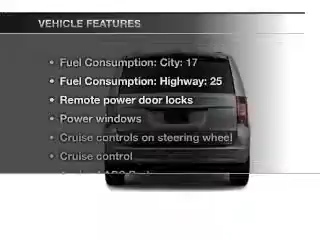 VEHICLE FEATURES
• Fuel Consumption: City: 17
• Fuel Consumption: Highway: 25
• Remote power door locks
• Power windows
• Cruise controls on steering wheel
• Cruise control